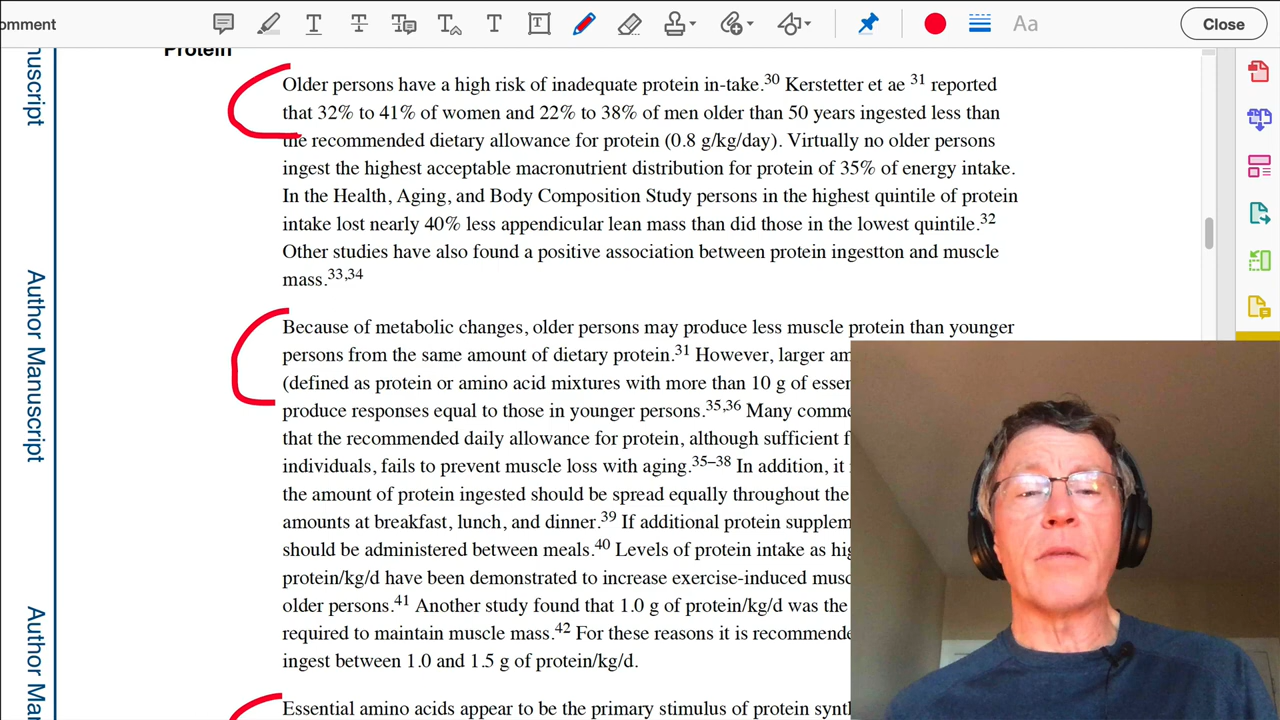 omment
Close
Aa
Protein
Older persons have a high risk of inadequate protein in-take.30 Kerstetter et ae 31 reported
that 32% to 41% of women and 22% to 38% of men older than 50 years ingested less than
the recommended dietary allowance for protein (0.8 g/kg/day). Virtually no older persons
ingest the highest acceptable macronutrient distribution for protein of 35% of energy intake.
In the Health, Aging, and Body Composition Study persons in the highest quintile of protein
intake lost nearly 40% less appendicular lean mass than did those in the lowest quintile.32
Other studies have also found a positive association between protein ingestton and muscle
mass.33,34
Because of metabolic changes, older persons may produce less muscle protein than younger
persons from the same amount of dietary protein.31 However, larger am
(defined as protein or amino acid mixtures with more than 10 g of essen
produce responses equal to those in younger persons.35,36 Many comme
that the recommended daily allowance for protein, although sufficient f
individuals, fails to prevent muscle loss with aging.35–38 In addition, it
the amount of protein ingested should be spread equally throughout the
amounts at breakfast, lunch, and dinner.39 If additional protein supplem
should be administered between meals.40 Levels of protein intake as hig
protein/kg/d have been demonstrated to increase exercise-induced musc
older persons.41 Another study found that 1.0 g of protein/kg/d was the
required to maintain muscle mass.42 For these reasons it is recommende
ingest between 1.0 and 1.5 g of protein/kg/d.
Essential amino acids appear to be the primary stimulus of protein synt
nuscript
Author Manuscript
Author Ma